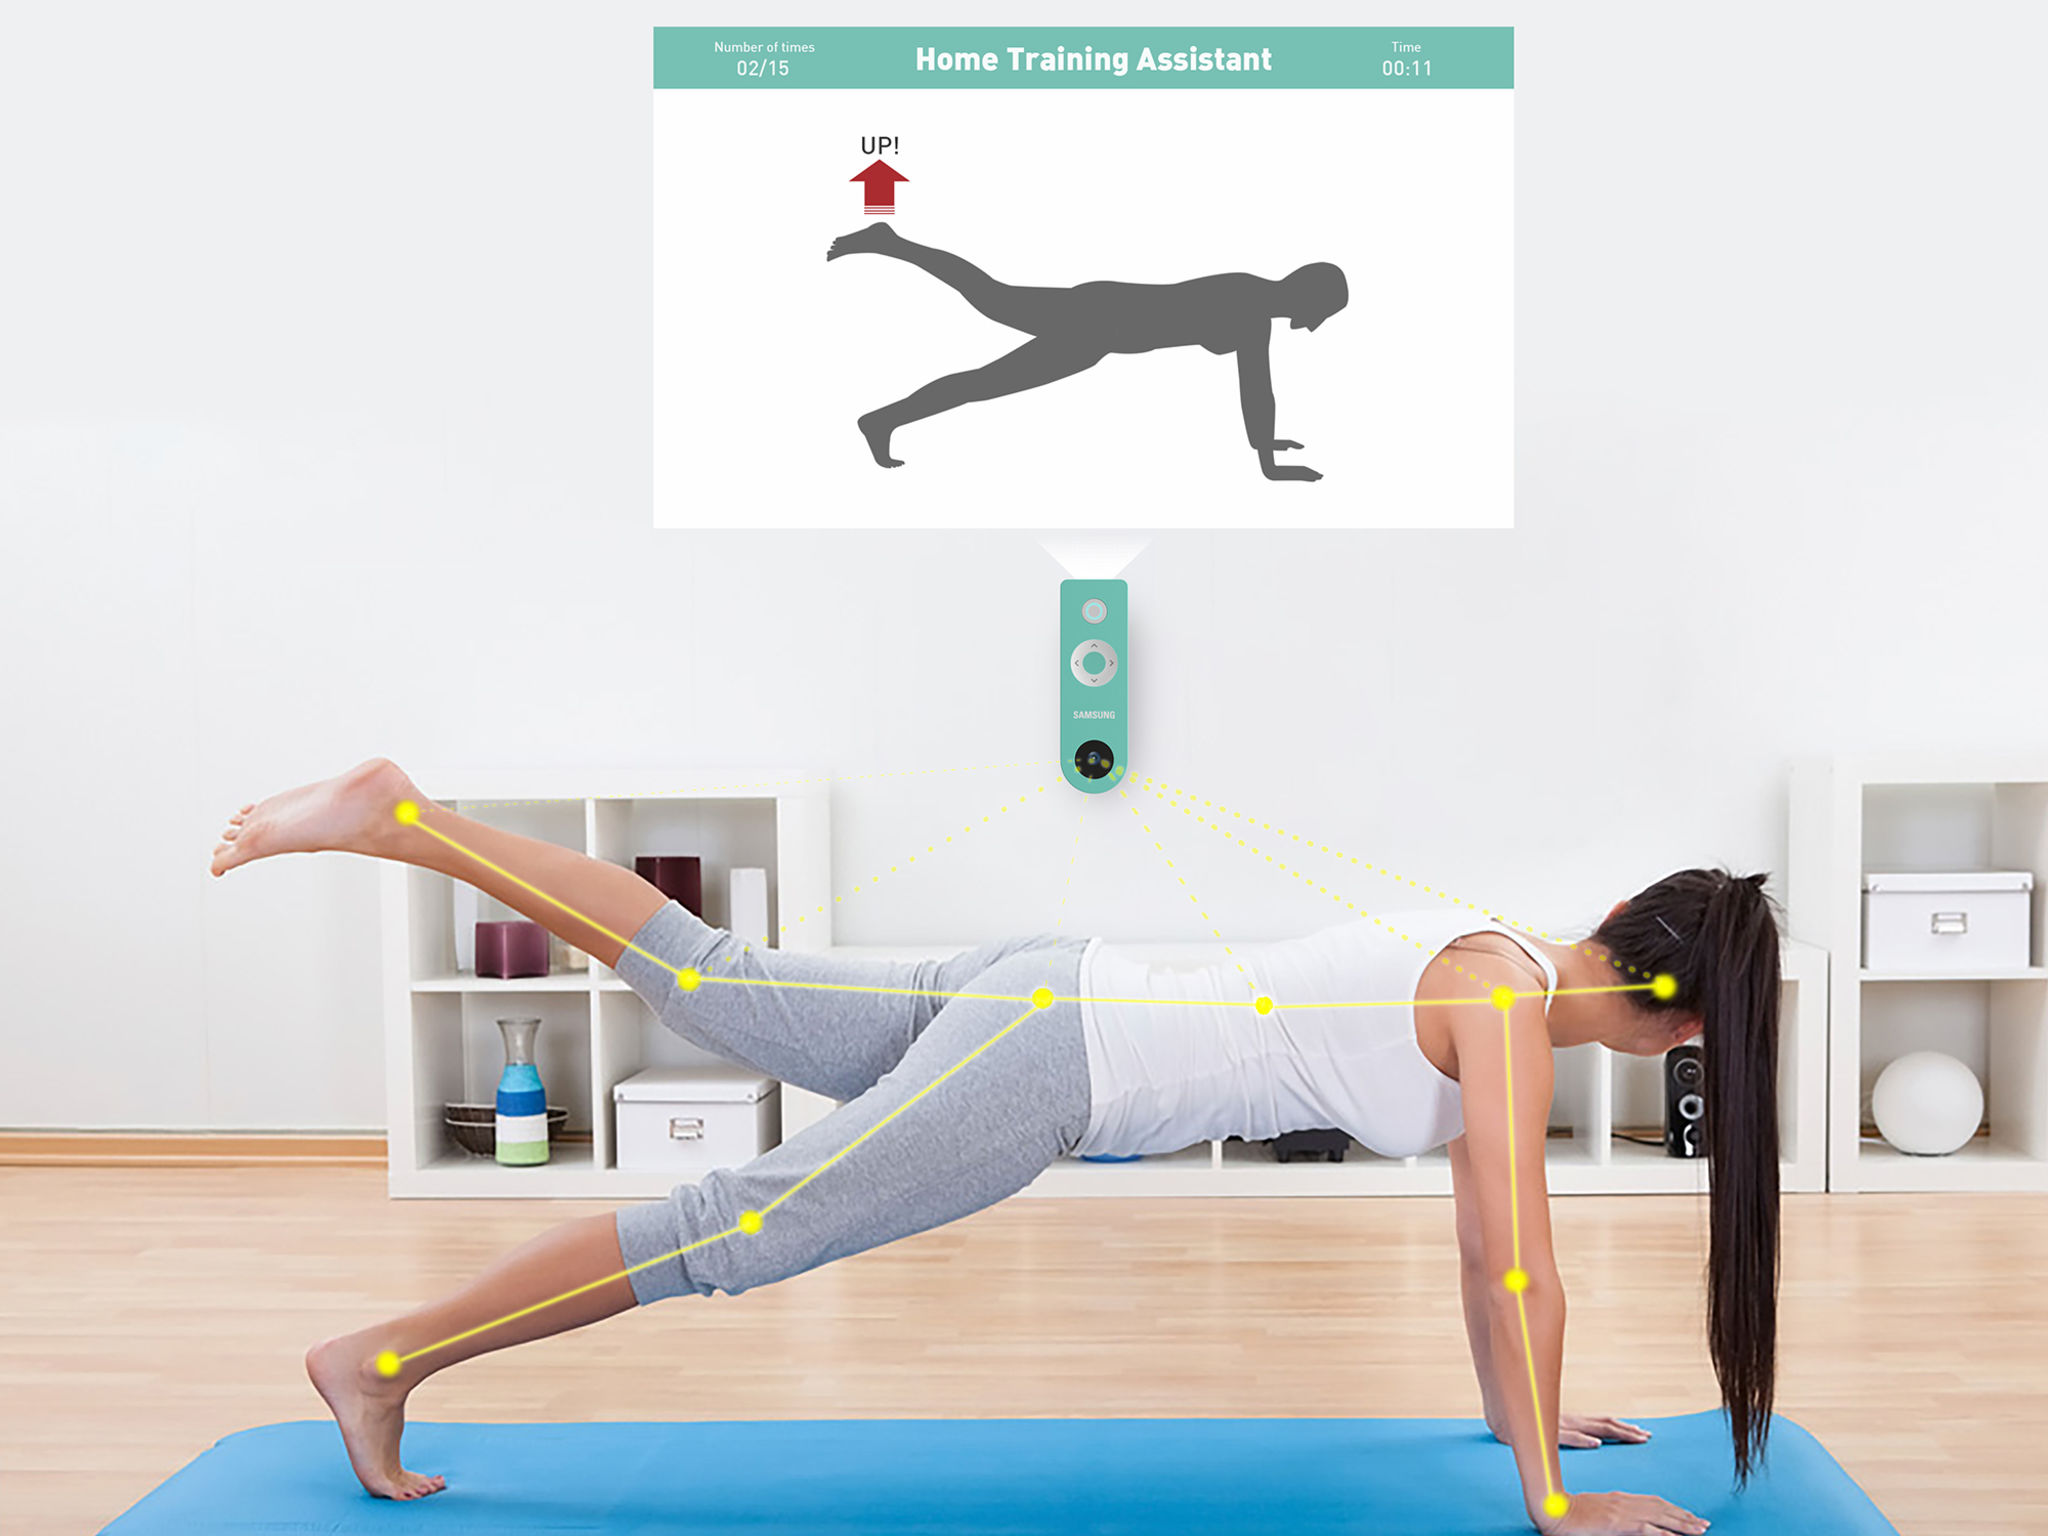 Number of times
02/15
Home Training Assistant
Time
00:11
UP!
SAMSUNG